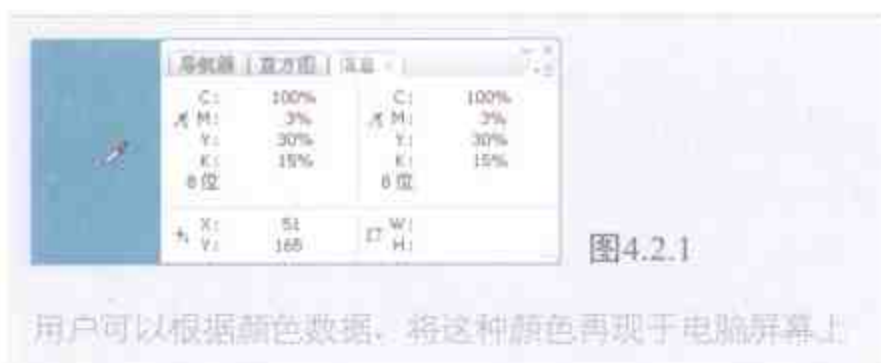 导航器 直方图 信息 ×
C: 100% C: 100%
M: 3% M: 3%
Y: 30% Y: 30%
K: 15% K: 15%
8位 8位
X: 51 W:
Y: 165 H:
图4.2.1
用户可以根据颜色数据，将这种颜色再现于电脑屏幕上